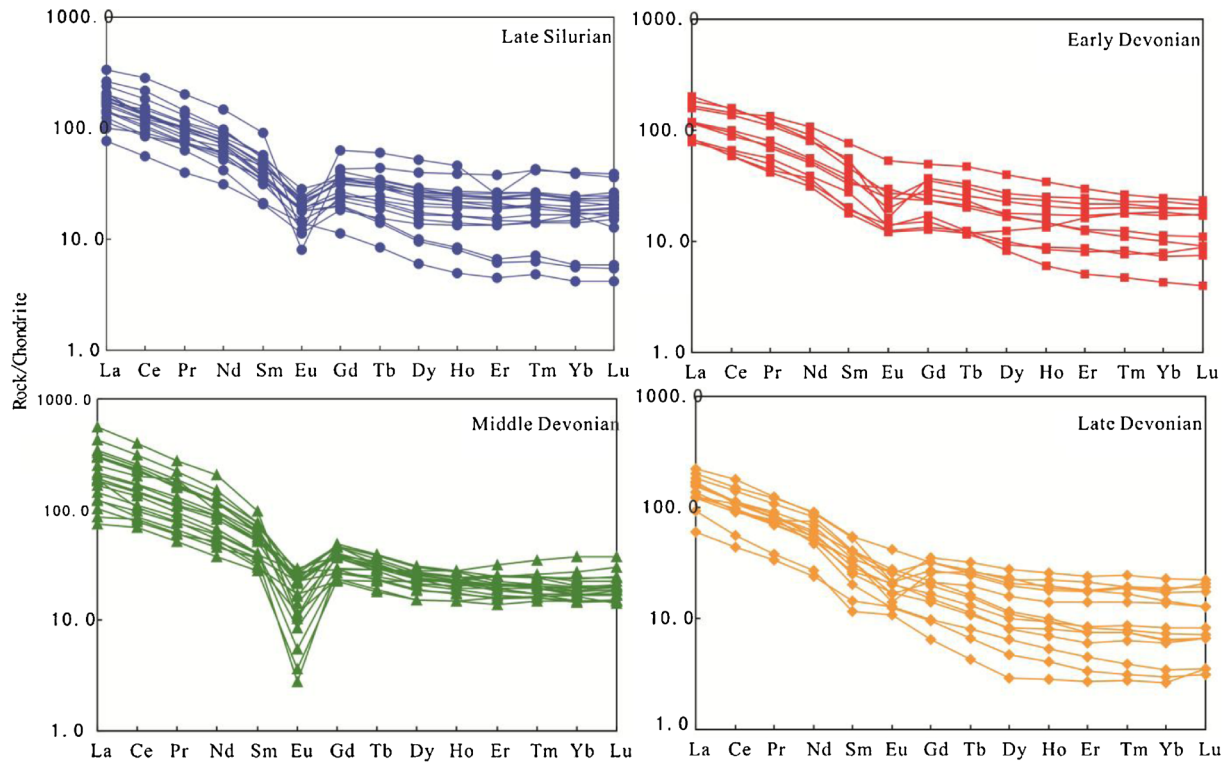 Rock/Chondrite
1000.0
100.0
10.0
1.0
Late Silurian
La Ce Pr Nd Sm Eu Gd Tb Dy Ho Er Tm Yb Lu
1000.0
100.0
10.0
1.0
Early Devonian
La Ce Pr Nd Sm Eu Gd Tb Dy Ho Er Tm Yb Lu
1000.0
100.0
10.0
1.0
Middle Devonian
La Ce Pr Nd Sm Eu Gd Tb Dy Ho Er Tm Yb Lu
1000.0
100.0
10.0
1.0
Late Devonian
La Ce Pr Nd Sm Eu Gd Tb Dy Ho Er Tm Yb Lu